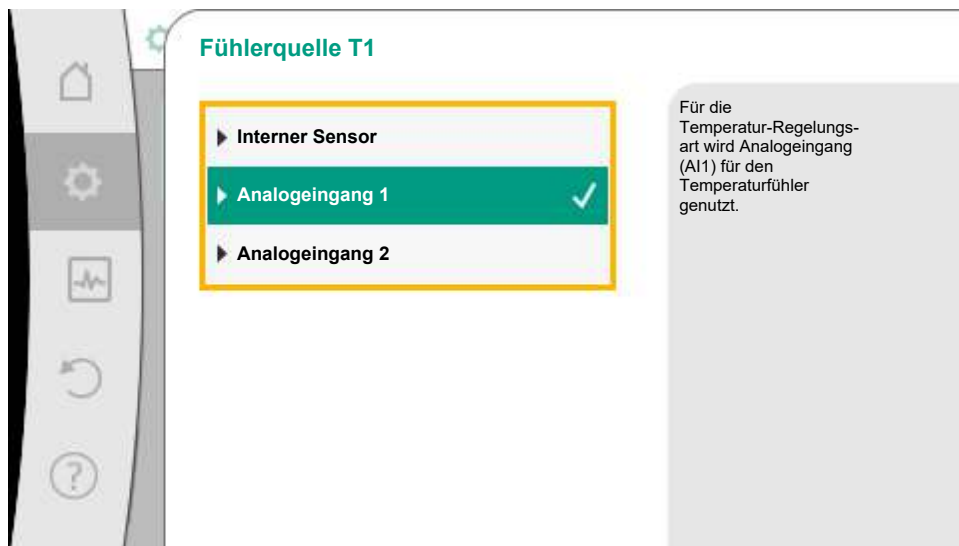 Fühlerquelle T1
Interner Sensor
Analogeingang 1
Analogeingang 2
Für die
Temperatur-Regelungs-
art wird Analogeingang
(AI1) für den
Temperaturfühler
genutzt.
?